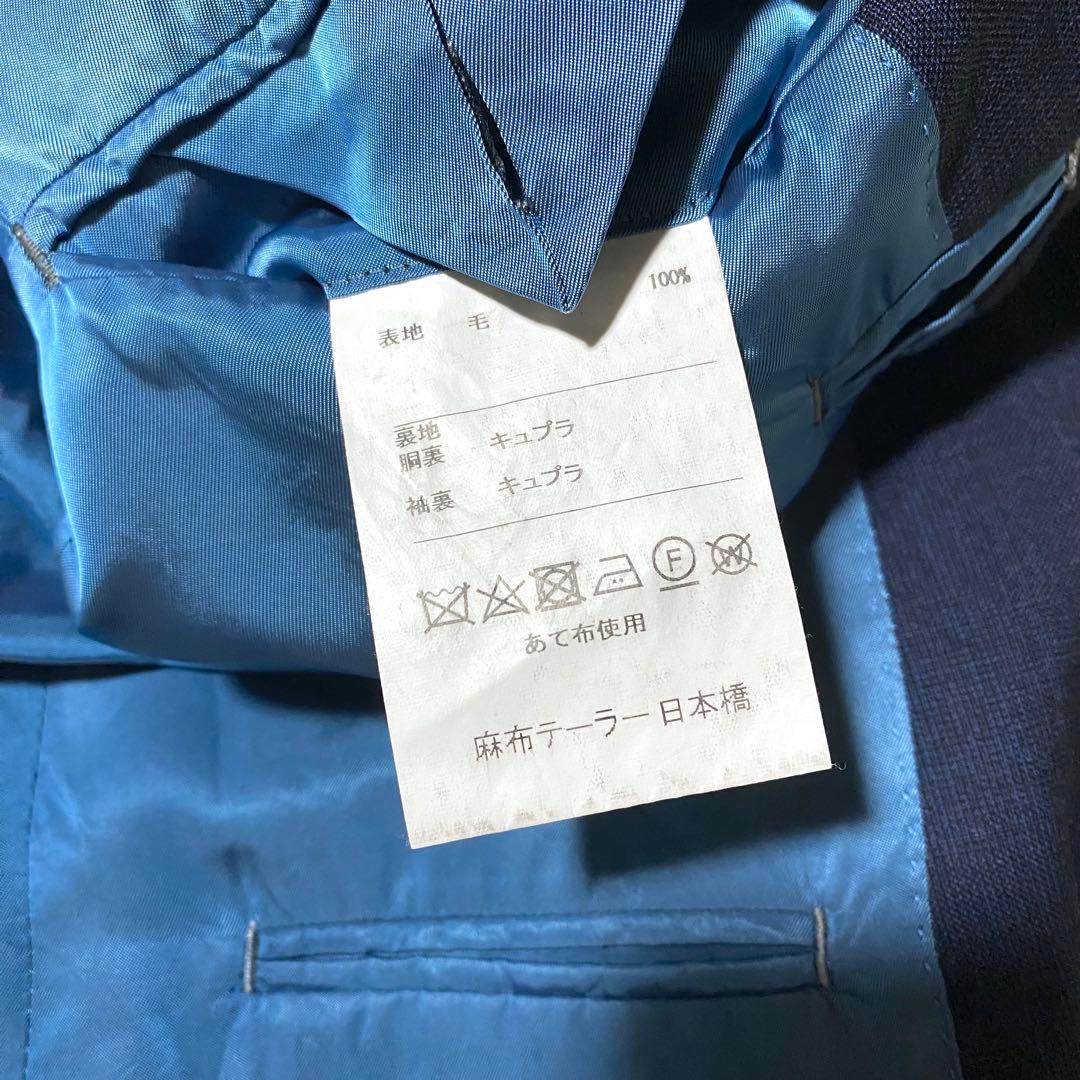 100%
表地 毛
裏地
胴裏 キュプラ
袖裏 キュプラ
F W
あて布使用
麻布テーラー日本橋